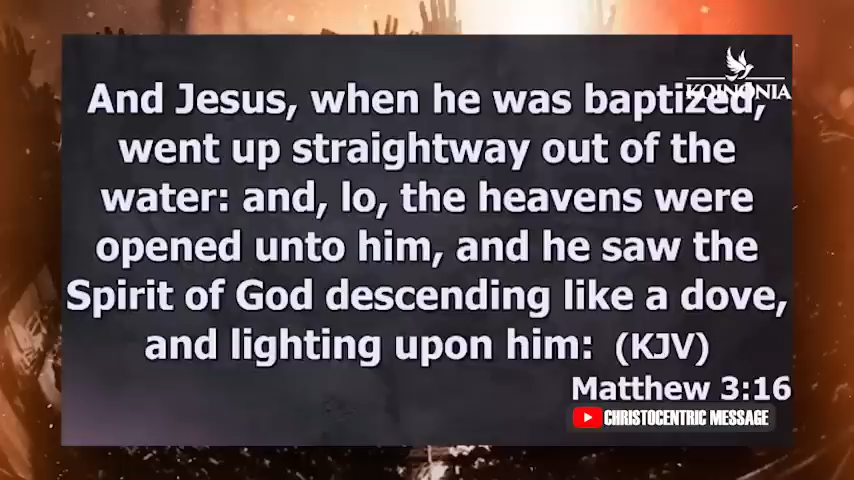 KOINONIA
And Jesus, when he was baptized,
went up straightway out of the
water: and, lo, the heavens were
opened unto him, and he saw the
Spirit of God descending like a dove,
and lighting upon him: (KJV)
Matthew 3:16
CHRISTOCENTRIC MESSAGE